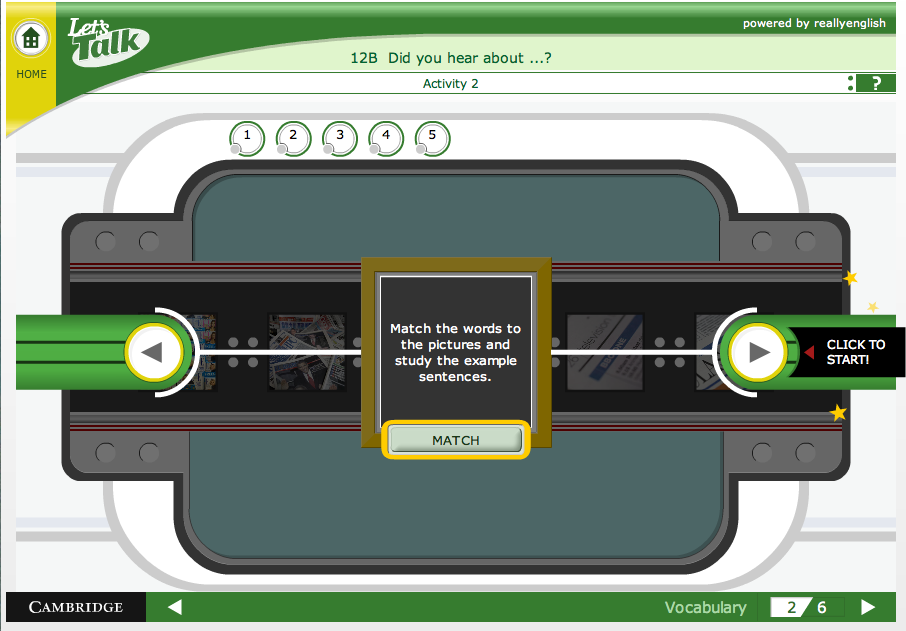 Let's Talk
powered by reallyenglish
HOME
12B Did you hear about ...?
Activity 2
?
1 2 3 4 5
Match the words to
the pictures and
study the example
sentences.
MATCH
CLICK TO
START!
CAMBRIDGE
Vocabulary 2 / 6